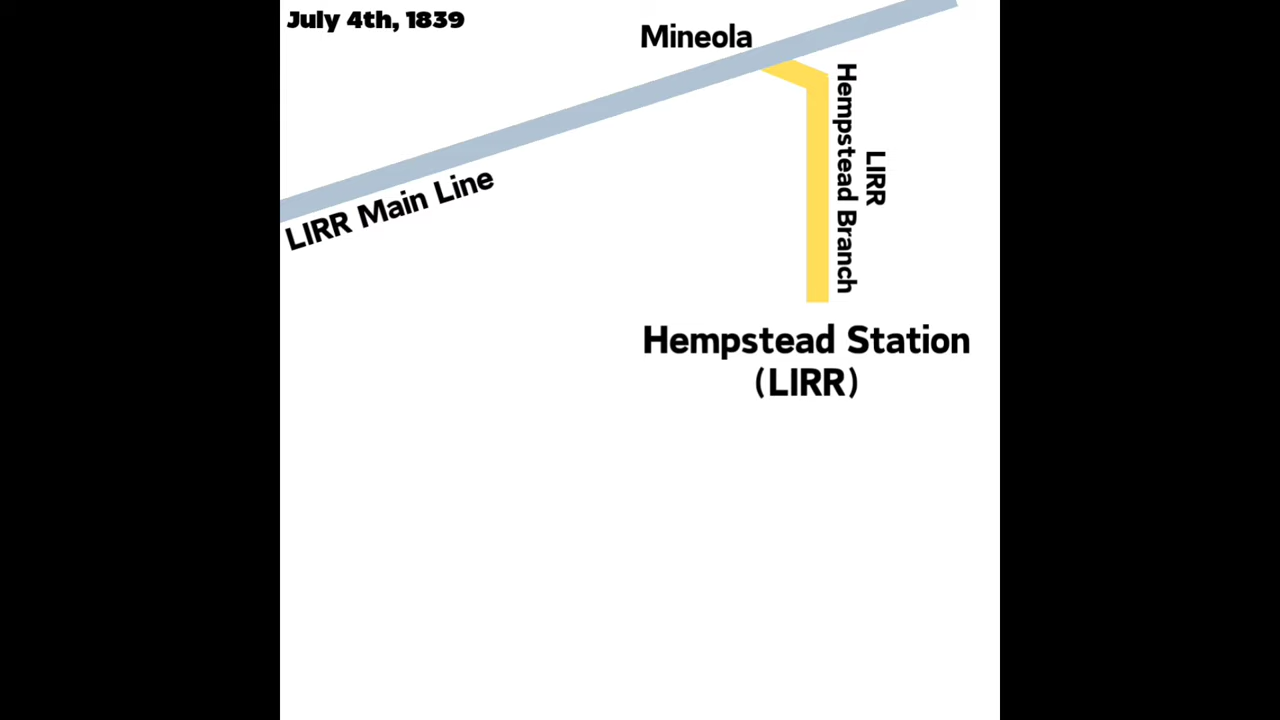 July 4th, 1839
Mineola
LIRR Main Line
LIRR
Hempstead Branch
Hempstead Station
(LIRR)